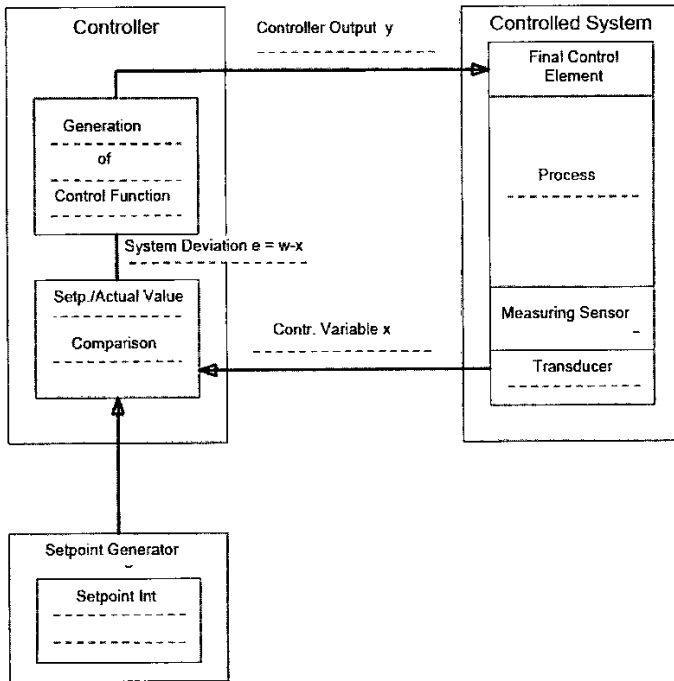 Controller
Controller Output y
Controlled System
Final Control
Element
Generation
of
Control Function
Process
System Deviation e = w-x
Setp./Actual Value
Comparison
Contr. Variable x
Measuring Sensor
Transducer
Setpoint Generator
Setpoint Int